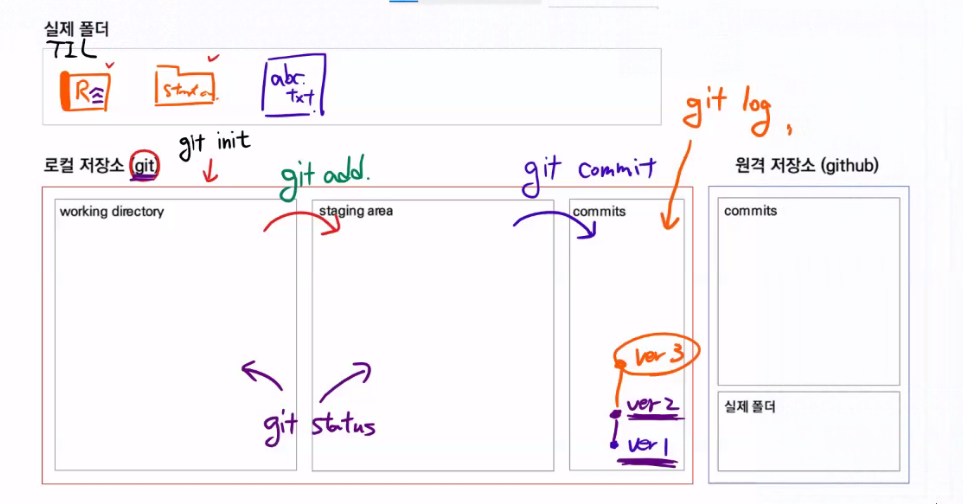 실제 폴더
TIL
R
abc.
txt
git log,
git init
로컬 저장소 (git)
git add.
git commit
원격 저장소 (github)
working directory
staging area
commits
commits
ver 3
ver 2
ver 1
git status
실제 폴더